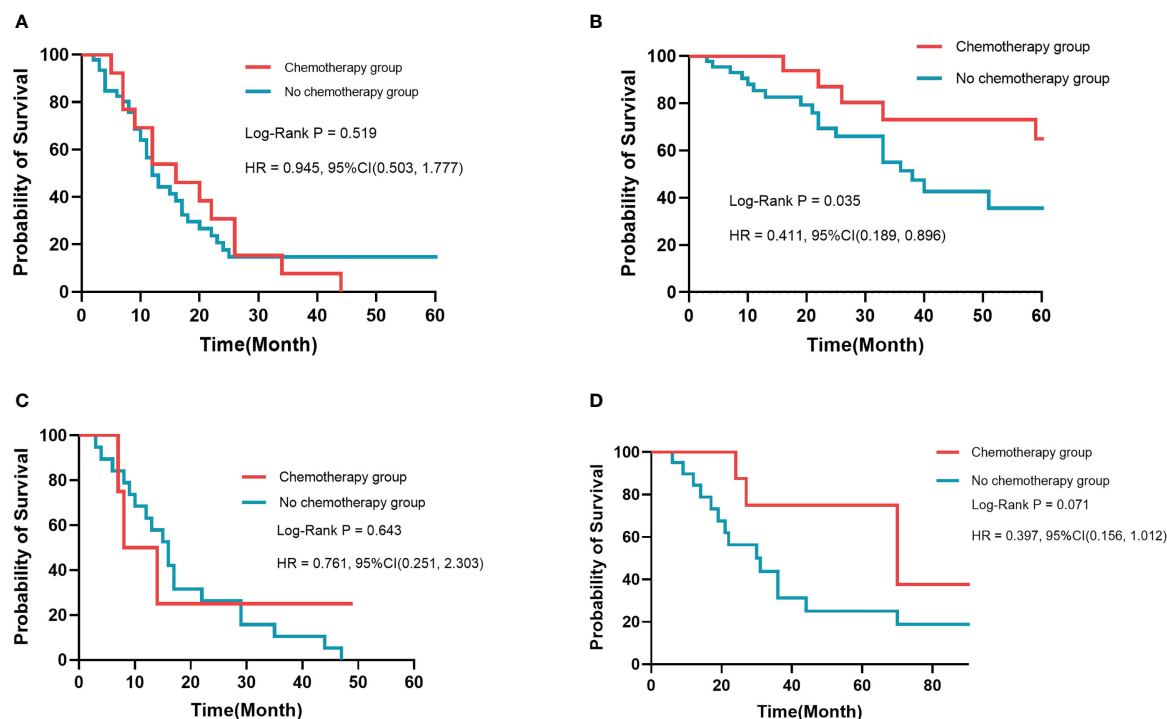 A
Probability of Survival
100
80
60
40
20
0
0 10 20 30 40 50 60
Time(Month)
Chemotherapy group
No chemotherapy group
Log-Rank P = 0.519
HR = 0.945, 95%CI(0.503, 1.777)
B
Probability of Survival
100
80
60
40
20
0
0 10 20 30 40 50 60
Time(Month)
Chemotherapy group
No chemotherapy group
Log-Rank P = 0.035
HR = 0.411, 95%CI(0.189, 0.896)
C
Probability of Survival
100
80
60
40
20
0
0 10 20 30 40 50 60
Time(Month)
Chemotherapy group
No chemotherapy group
Log-Rank P = 0.643
HR = 0.761, 95%CI(0.251, 2.303)
D
Probability of Survival
100
80
60
40
20
0
0 20 40 60 80
Time(Month)
Chemotherapy group
No chemotherapy group
Log-Rank P = 0.071
HR = 0.397, 95%CI(0.156, 1.012)